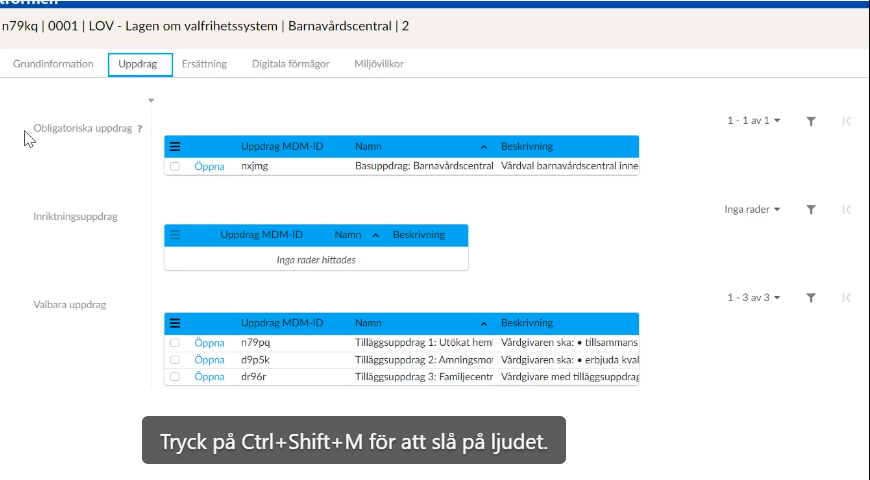 n79kq | 0001 | LOV - Lagen om valfrihetssystem | Barnavårdscentral | 2
Grundinformation Uppdrag Ersättning Digitala förmågor Miljövillkor
Obligatoriska uppdrag ?
1 - 1 av 1
Uppdrag MDM-ID Namn Beskrivning
Öppna nxjmg Basuppdrag: Barnavårdscentral Vårdval barnavårdscentral inne
Inriktningsuppdrag
Inga rader
Uppdrag MDM-ID Namn Beskrivning
Inga rader hittades
Valbara uppdrag
1 - 3 av 3
Uppdrag MDM-ID Namn Beskrivning
Öppna n79pq Tilläggsuppdrag 1: Utökat hem Vårdgivaren ska: • tillsammans
Öppna d9p5k Tilläggsuppdrag 2: Amningsmot Vårdgivaren ska: • erbjuda kval
Öppna dr96r Tilläggsuppdrag 3: Familjecentr Vårdgivare med tilläggsuppdrag
Tryck på Ctrl+Shift+M för att slå på ljudet.